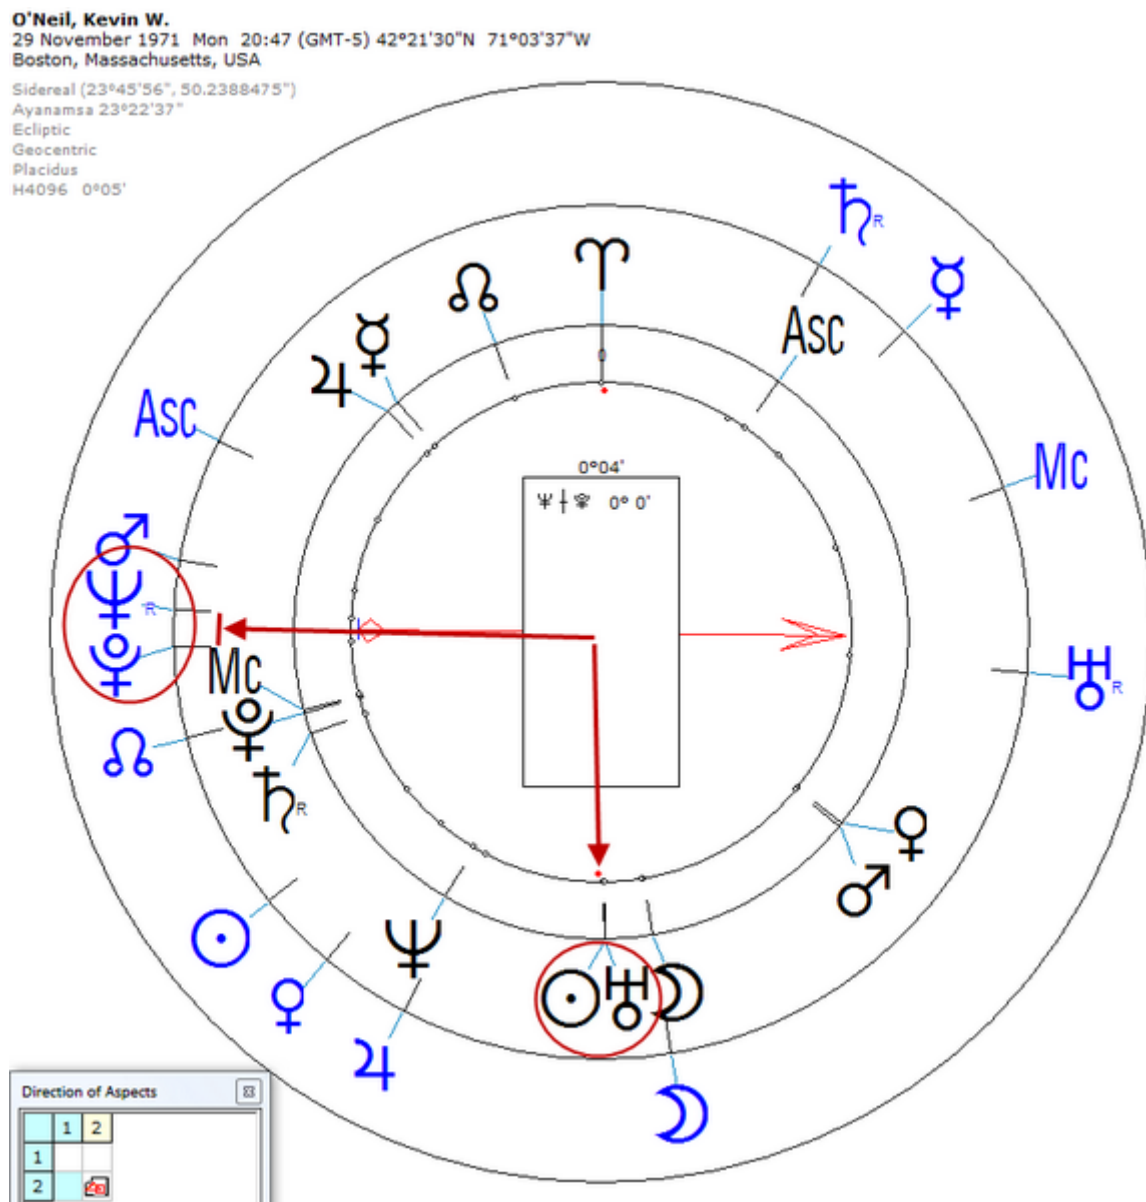 O'Neil, Kevin W.
29 November 1971 Mon 20:47 (GMT-5) 42°21'30"N 71°03'37"W
Boston, Massachusetts, USA
Sidereal (23°45'56", 50.2388475")
Ayanamsa 23°22'37"
Ecliptic
Geocentric
Placidus
H4096 0°05'
♄R
☿
♈
☊
Asc
☿
♃
0
Asc
Mc
0°04'
♆ ⯓ 0° 0'
♂
♆R
⯓
Mc
⯓
♅R
☊
♄R
♀
♂
☉
♆
☉ ♅ ☽
♀
♃
☽
Direction of Aspects
1 2
1
2